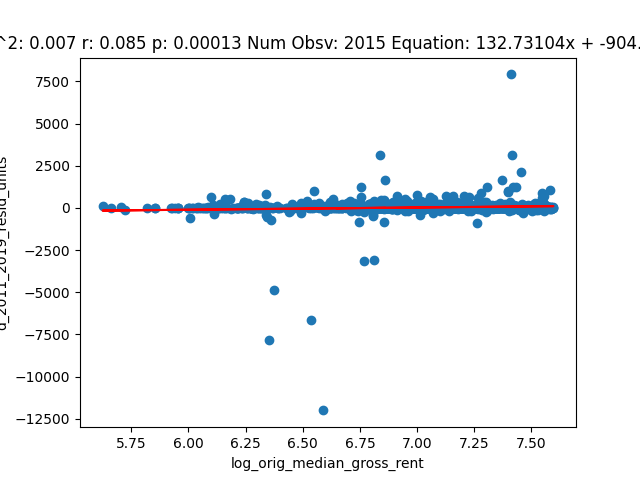 ^2: 0.007 r: 0.085 p: 0.00013 Num Obsv: 2015 Equation: 132.73104x + -904.
7500
5000
2500
0
−2500
−5000
−7500
−10000
−12500
d_2011_2019_resid_units
5.75 6.00 6.25 6.50 6.75 7.00 7.25 7.50
log_orig_median_gross_rent